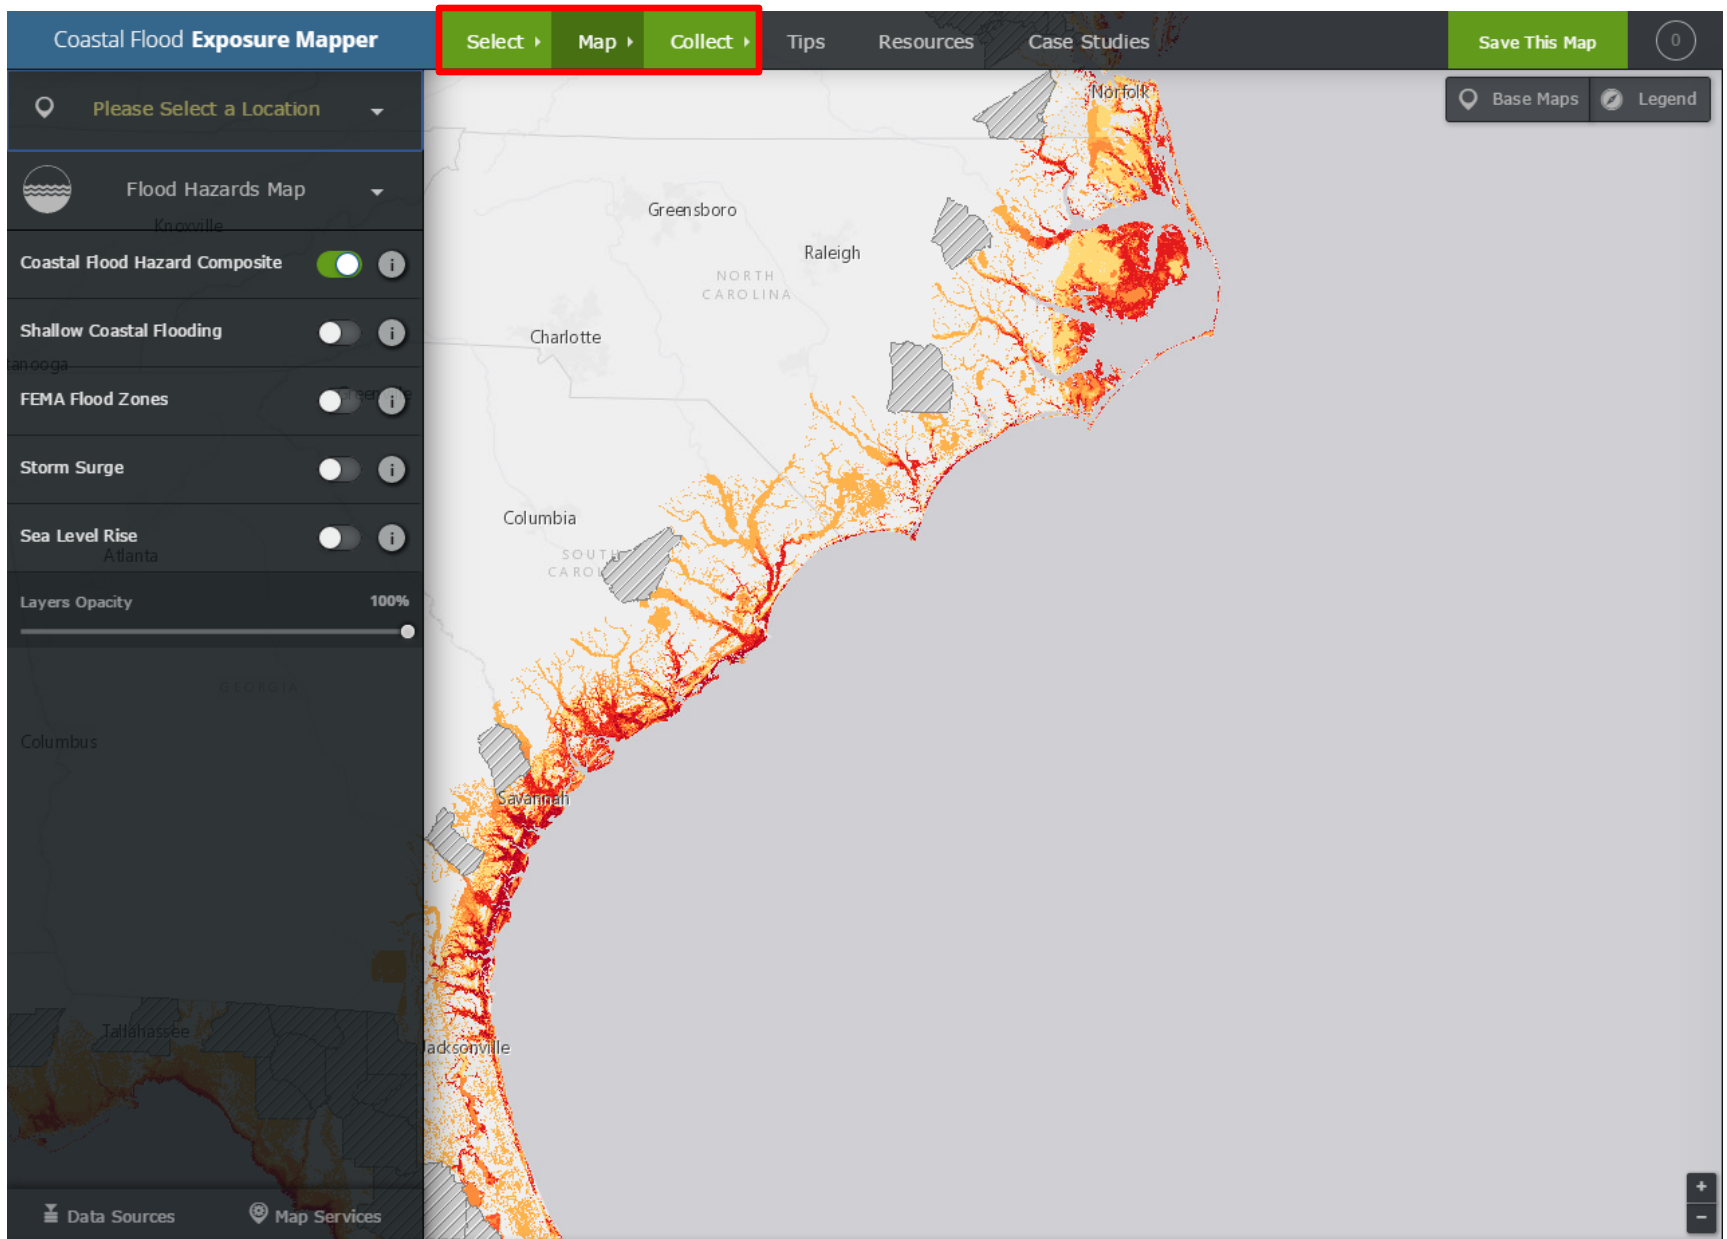 Coastal Flood Exposure Mapper
Select
Map
Collect
Tips
Resources
Case Studies
Save This Map
0
Please Select a Location
Base Maps
Legend
Flood Hazards Map
Knoxville
Coastal Flood Hazard Composite
i
Shallow Coastal Flooding
i
FEMA Flood Zones
i
Storm Surge
i
Sea Level Rise
i
Atlanta
Layers Opacity
100%
GEORGIA
Columbus
Tallahassee
Data Sources
Map Services
Norfolk
Greensboro
Raleigh
NORTH
CAROLINA
Charlotte
Columbia
Savannah
+
−